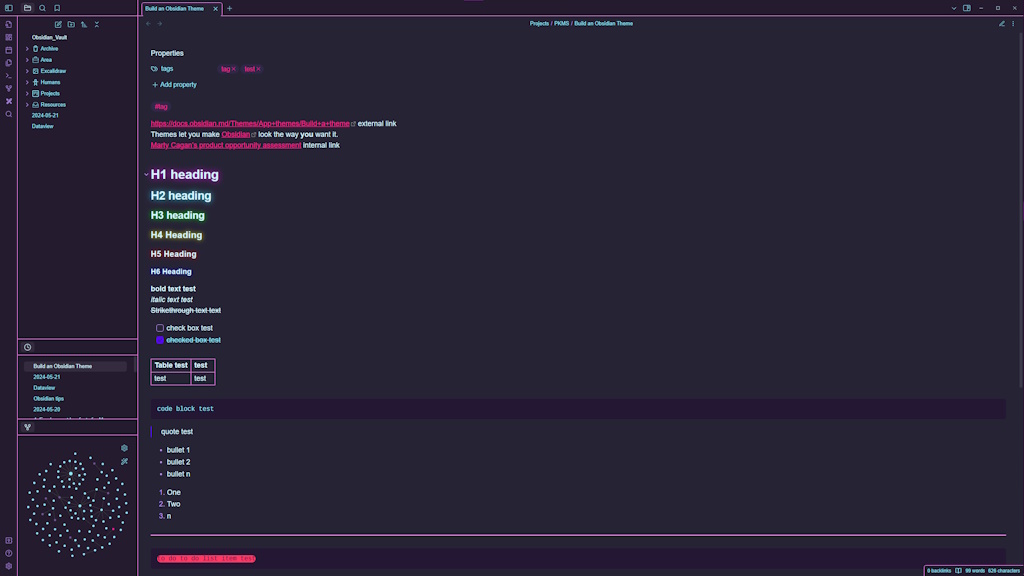 Build an Obsidian Theme
Projects / PKMS / Build an Obsidian Theme
Obsidian_Vault
Archive
Area
Excalidraw
Humans
Projects
Resources
2024-05-21
Dataview
Build an Obsidian Theme
2024-05-21
Dataview
Obsidian tips
2024-05-20
Properties
tags tag test
Add property
#tag
https://docs.obsidian.md/Themes/App+themes/Build+a+theme external link
Themes let you make Obsidian look the way you want it.
Marty Cagan's product opportunity assessment internal link
H1 heading
H2 heading
H3 heading
H4 Heading
H5 Heading
H6 Heading
bold text test
italic text test
Strikethrough text text
check box test
checked box test
Table test test
test test
code block test
quote test
bullet 1
bullet 2
bullet n
1. One
2. Two
3. n
to do list item test
0 backlinks 99 words 626 characters